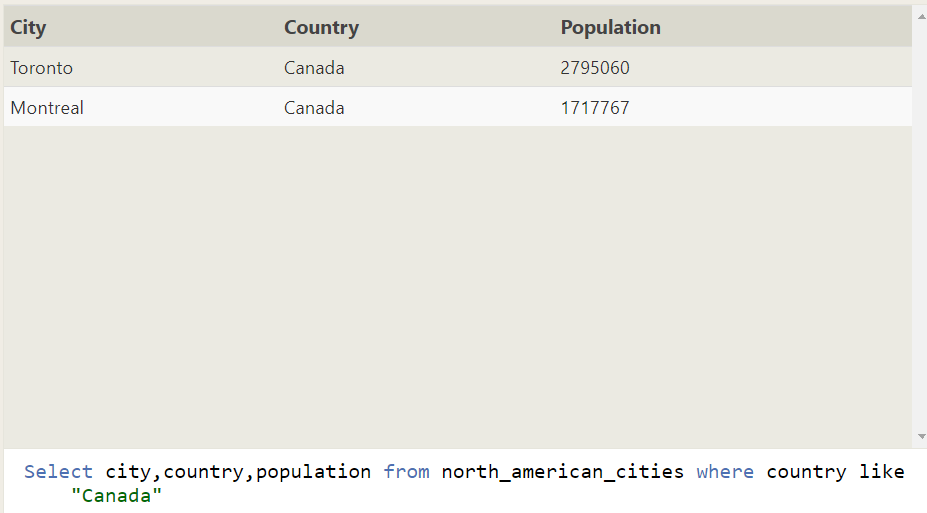 City Country Population
Toronto Canada 2795060
Montreal Canada 1717767
Select city,country,population from north_american_cities where country like
"Canada"